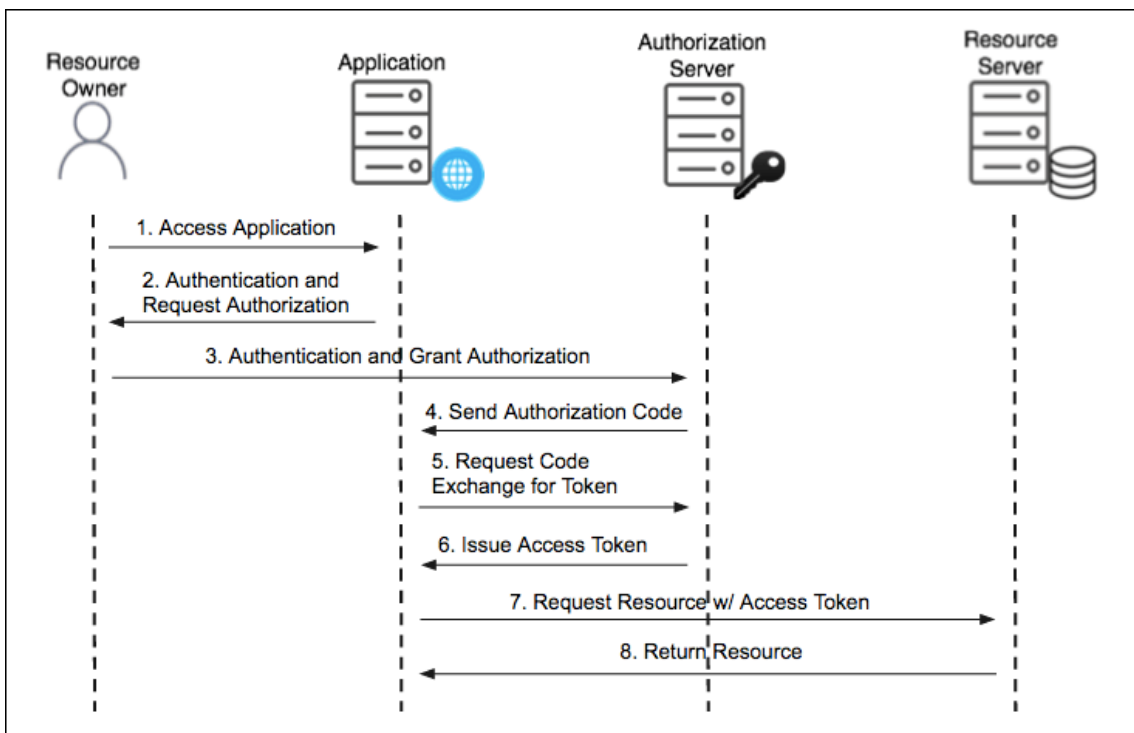 Resource
Owner
Application
Authorization
Server
Resource
Server
1. Access Application
2. Authentication and
Request Authorization
3. Authentication and Grant Authorization
4. Send Authorization Code
5. Request Code
Exchange for Token
6. Issue Access Token
7. Request Resource w/ Access Token
8. Return Resource